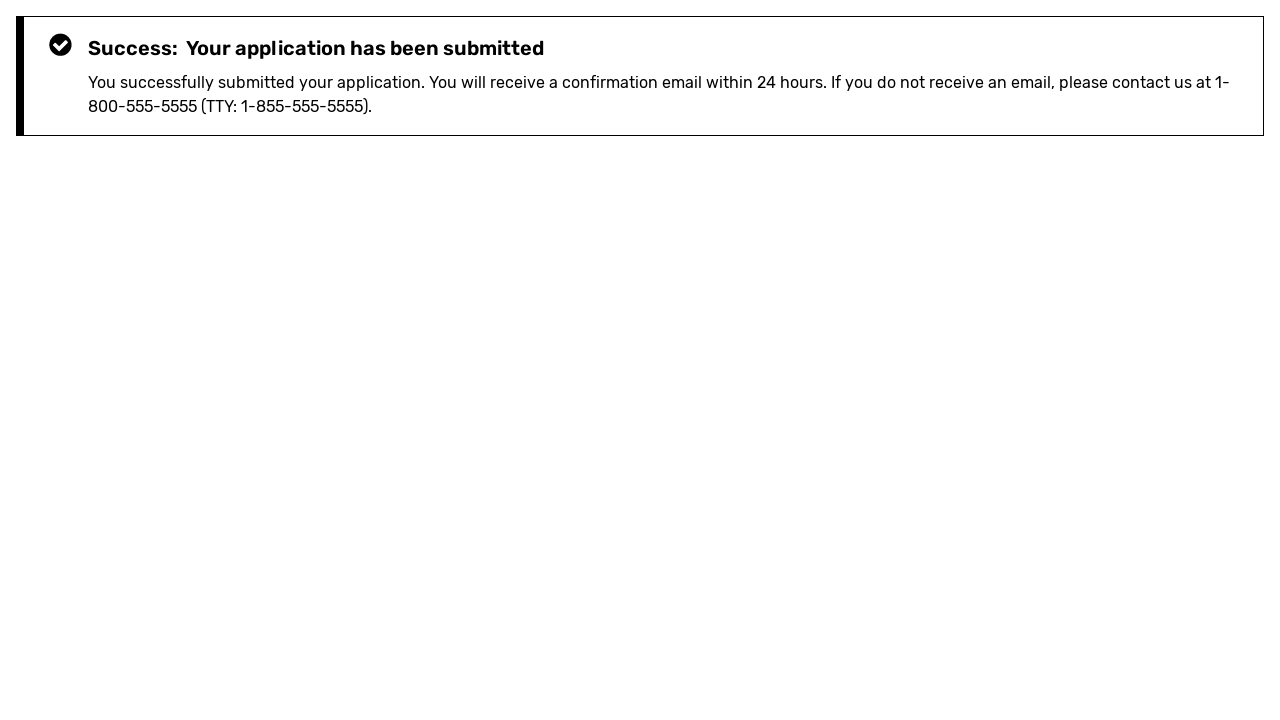 Success: Your application has been submitted
You successfully submitted your application. You will receive a confirmation email within 24 hours. If you do not receive an email, please contact us at 1-
800-555-5555 (TTY: 1-855-555-5555).